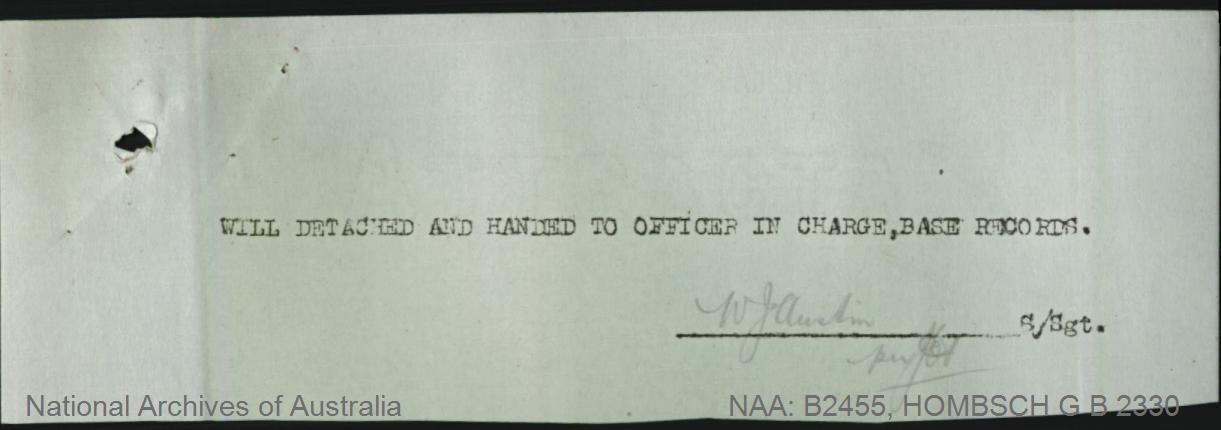 WILL DETACHED AND HANDED TO OFFICER IN CHARGE,BASE RECORDS.
W J Austin S/Sgt.
per
National Archives of Australia NAA: B2455, HOMBSCH G B 2330